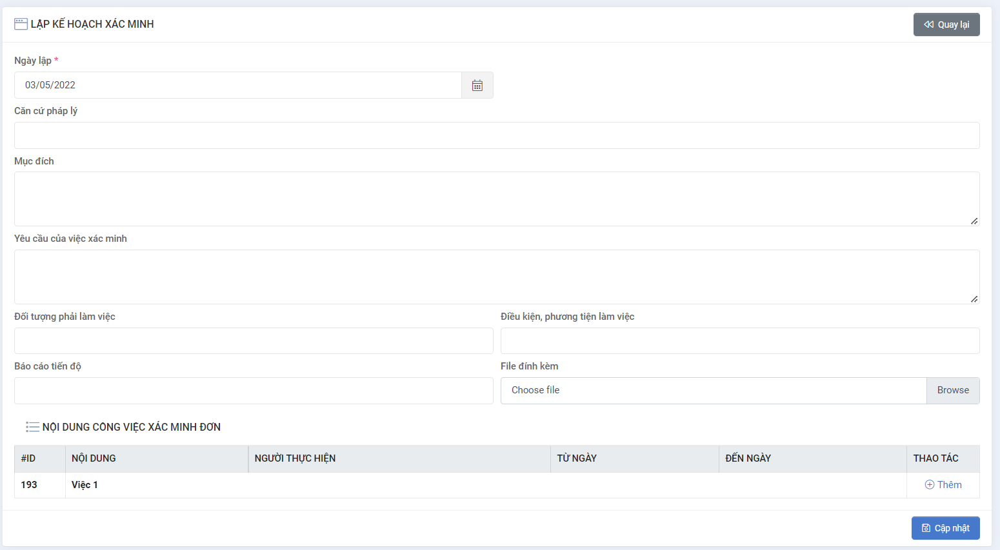 LẬP KẾ HOẠCH XÁC MINH
Quay lại
Ngày lập *
03/05/2022
Căn cứ pháp lý
Mục đích
Yêu cầu của việc xác minh
Đối tượng phải làm việc
Điều kiện, phương tiện làm việc
Báo cáo tiến độ
File đính kèm
Choose file
Browse
NỘI DUNG CÔNG VIỆC XÁC MINH ĐƠN
#ID NỘI DUNG NGƯỜI THỰC HIỆN TỪ NGÀY ĐẾN NGÀY THAO TÁC
193 Việc 1 Thêm
Cập nhật